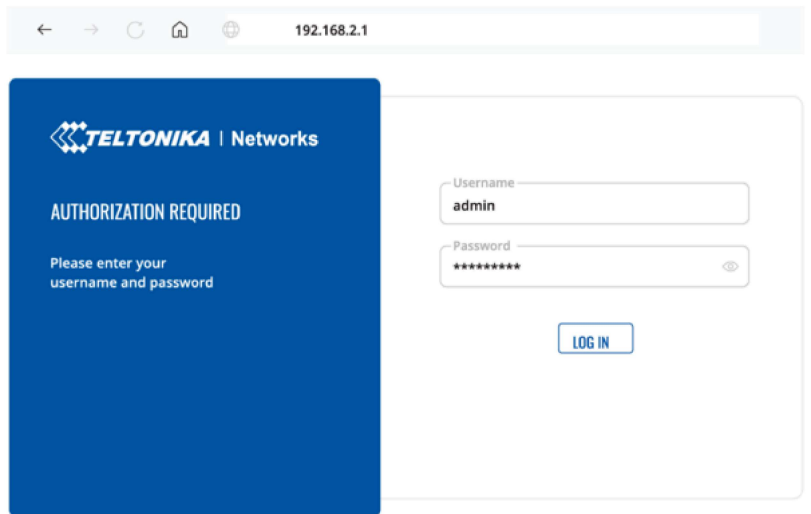 192.168.2.1
TELTONIKA | Networks
AUTHORIZATION REQUIRED
Please enter your
username and password
Username
admin
Password
*********
LOG IN